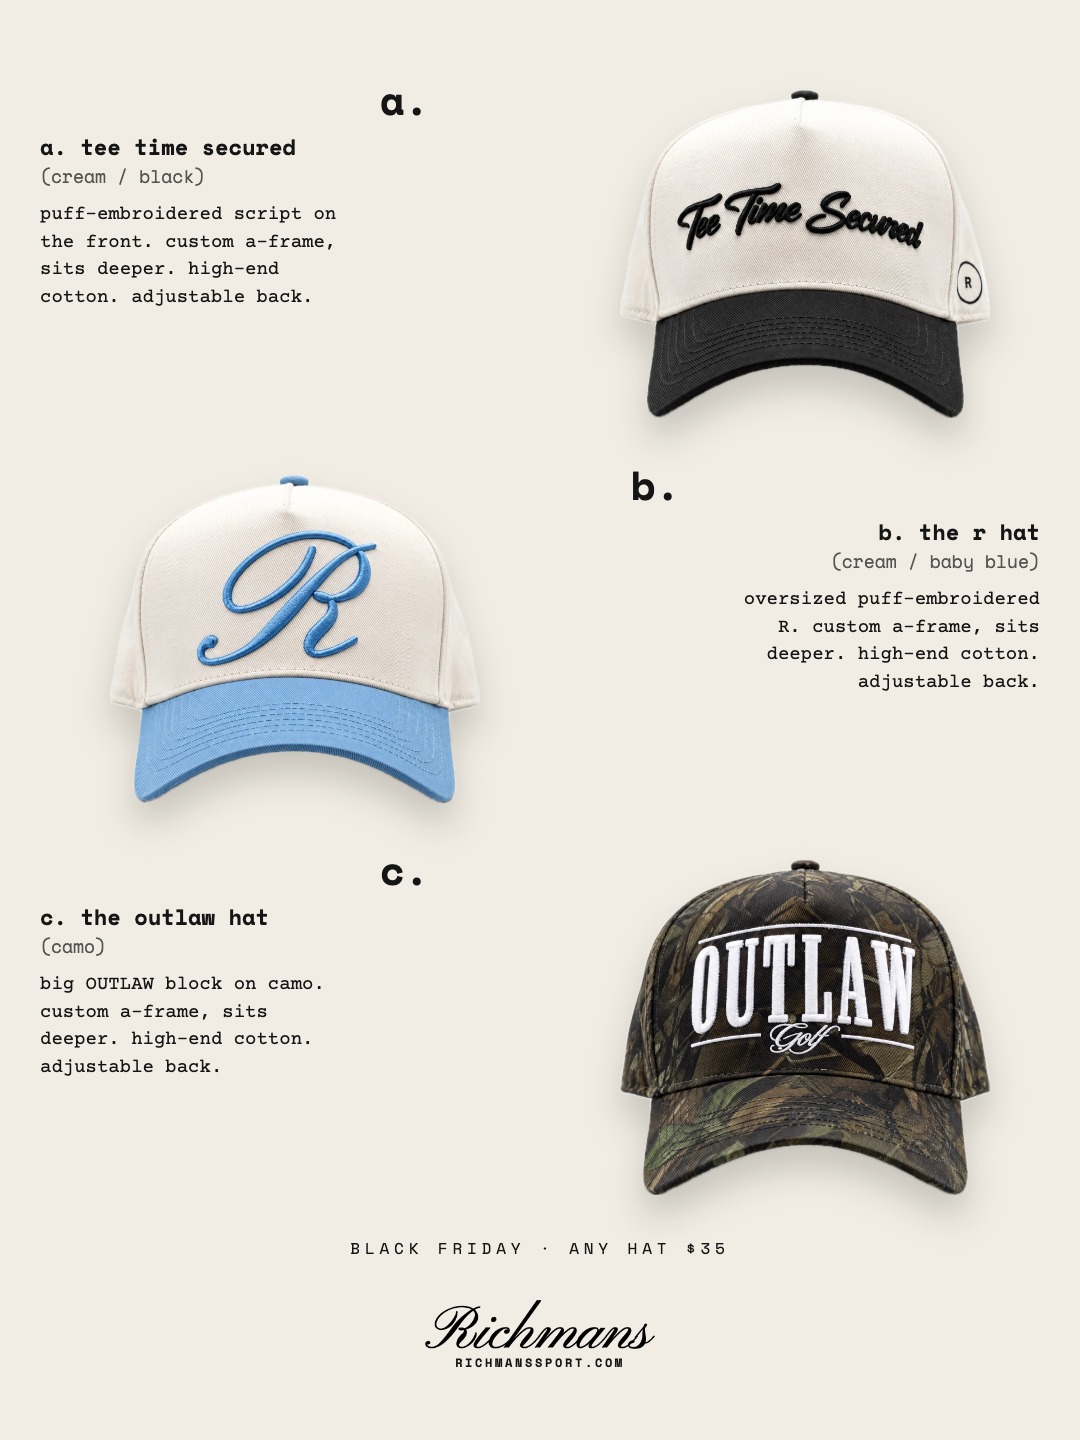 a.
a. tee time secured
(cream / black)
puff-embroidered script on
the front. custom a-frame,
sits deeper. high-end
cotton. adjustable back.
Tee Time Secured
R
R
b.
b. the r hat
(cream / baby blue)
oversized puff-embroidered
R. custom a-frame, sits
deeper. high-end cotton.
adjustable back.
c.
c. the outlaw hat
(camo)
big OUTLAW block on camo.
custom a-frame, sits
deeper. high-end cotton.
adjustable back.
OUTLAW
Golf
BLACK FRIDAY · ANY HAT $35
Richmans
RICHMANSSPORT.COM